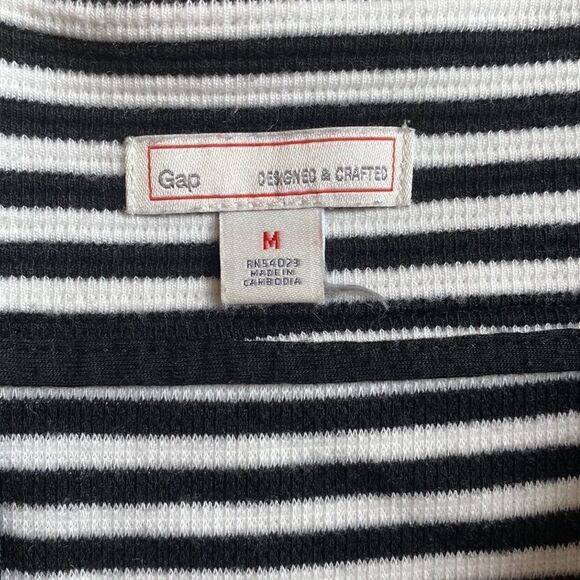 Gap DESIGNED & CRAFTED
M
RN54023
MADE IN
CAMBODIA